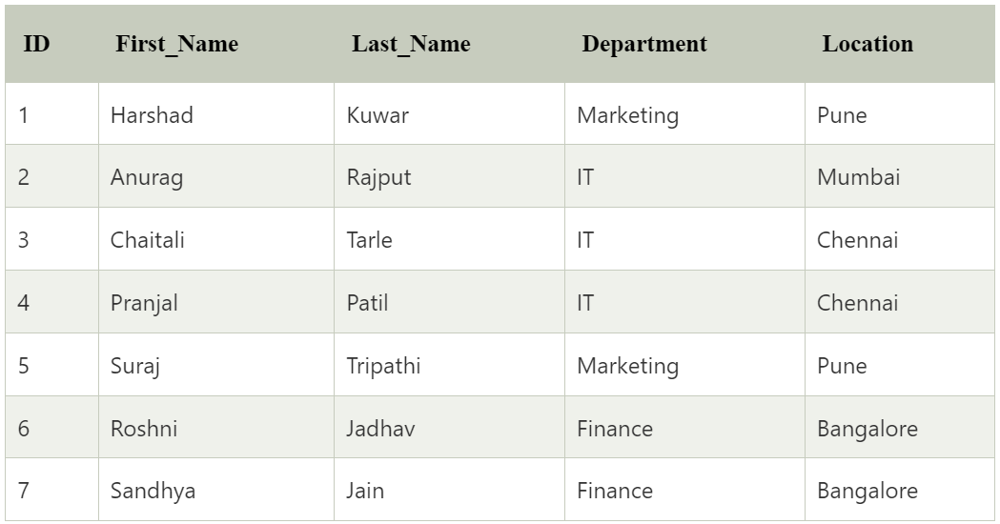 ID First_Name Last_Name Department Location
1 Harshad Kuwar Marketing Pune
2 Anurag Rajput IT Mumbai
3 Chaitali Tarle IT Chennai
4 Pranjal Patil IT Chennai
5 Suraj Tripathi Marketing Pune
6 Roshni Jadhav Finance Bangalore
7 Sandhya Jain Finance Bangalore